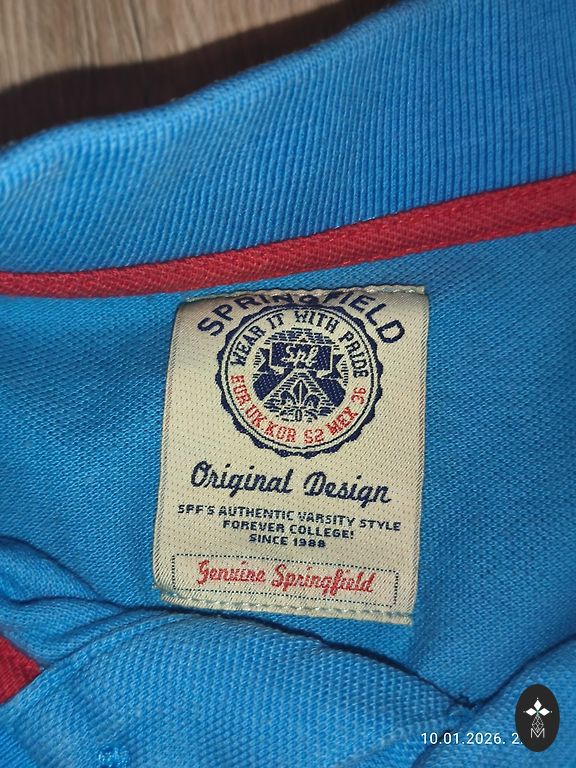 SPRINGFIELD
WEAR IT WITH PRIDE
Spf
EUR UK KOR S2 MEX 36
Original Design
SPF'S AUTHENTIC VARSITY STYLE
FOREVER COLLEGE!
SINCE 1988
Genuine Springfield
10.01.2026.
M